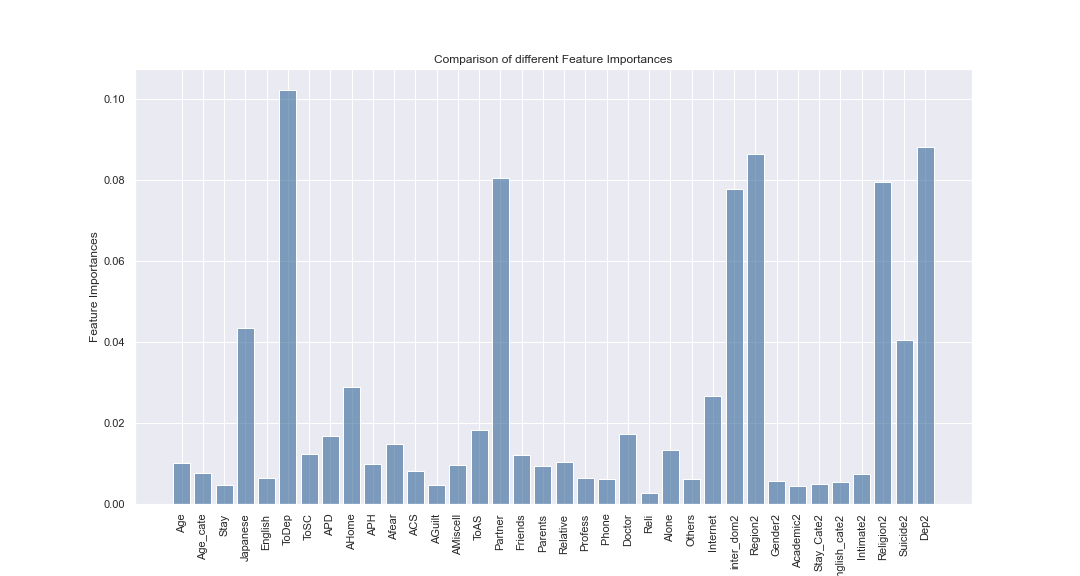 Comparison of different Feature Importances
Feature Importances
0.10
0.08
0.06
0.04
0.02
0.00
Age
Age_cate
Stay
Japanese
English
ToDep
ToSC
APD
AHome
APH
Afear
ACS
AGuilt
AMiscell
ToAS
Partner
Friends
Parents
Relative
Profess
Phone
Doctor
Reli
Alone
Others
Internet
inter_dom2
Region2
Gender2
Academic2
Stay_Cate2
nglish_cate2
Intimate2
Religion2
Suicide2
Dep2